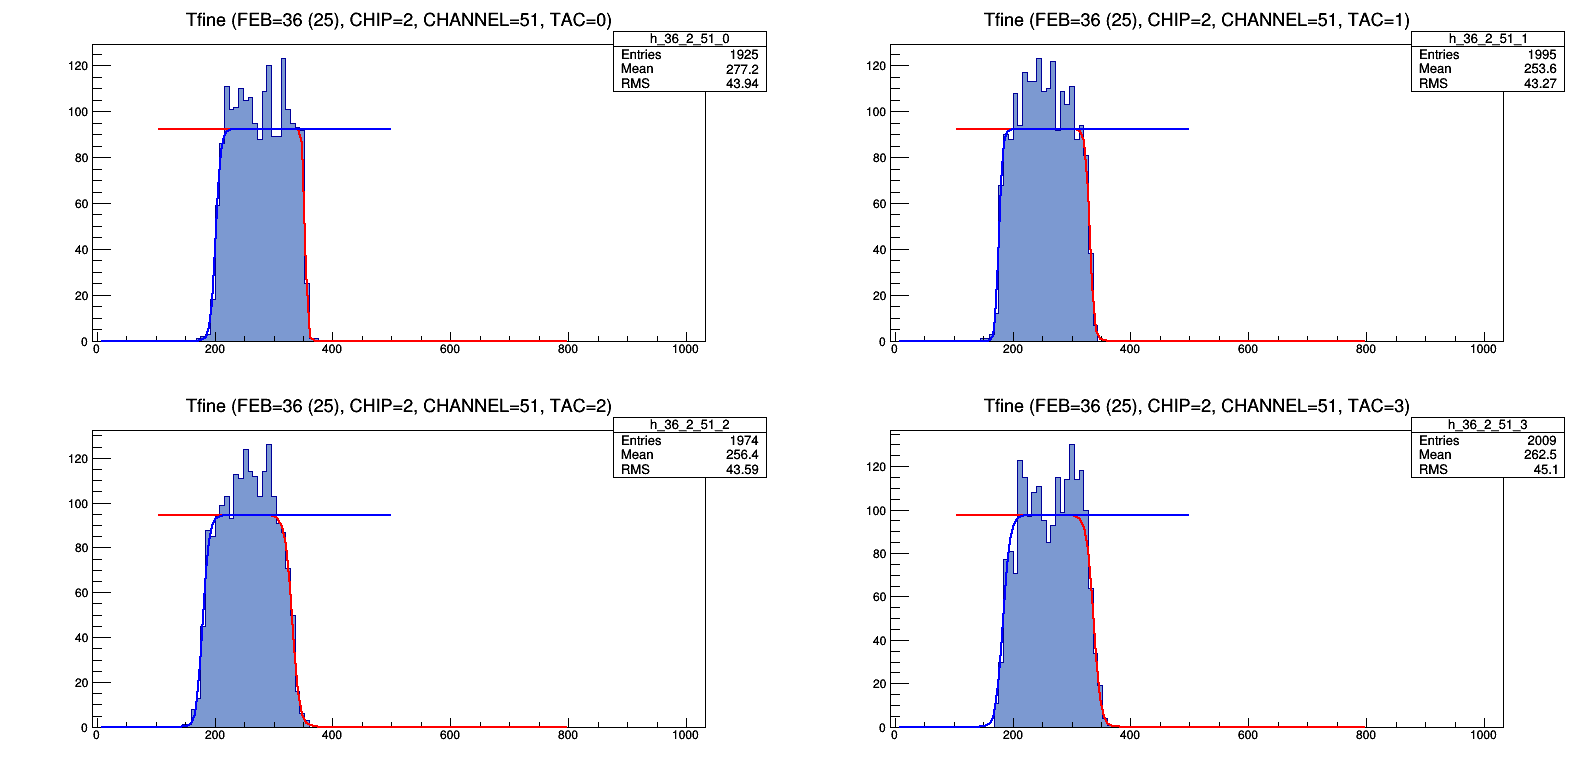 Tfine (FEB=36 (25), CHIP=2, CHANNEL=51, TAC=0)
h_36_2_51_0
Entries 1925
Mean 277.2
RMS 43.94
120
100
80
60
40
20
0
0 200 400 600 800 1000
Tfine (FEB=36 (25), CHIP=2, CHANNEL=51, TAC=1)
h_36_2_51_1
Entries 1995
Mean 253.6
RMS 43.27
120
100
80
60
40
20
0
0 200 400 600 800 1000
Tfine (FEB=36 (25), CHIP=2, CHANNEL=51, TAC=2)
h_36_2_51_2
Entries 1974
Mean 256.4
RMS 43.59
120
100
80
60
40
20
0
0 200 400 600 800 1000
Tfine (FEB=36 (25), CHIP=2, CHANNEL=51, TAC=3)
h_36_2_51_3
Entries 2009
Mean 262.5
RMS 45.1
120
100
80
60
40
20
0
0 200 400 600 800 1000